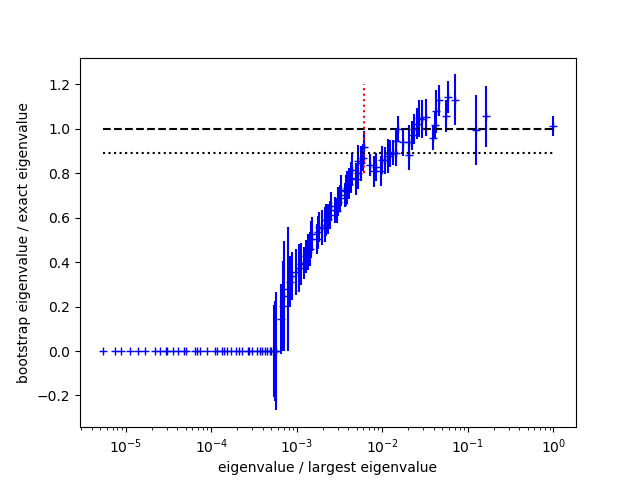 bootstrap eigenvalue / exact eigenvalue
1.2
1.0
0.8
0.6
0.4
0.2
0.0
−0.2
10⁻⁵ 10⁻⁴ 10⁻³ 10⁻² 10⁻¹ 10⁰
eigenvalue / largest eigenvalue